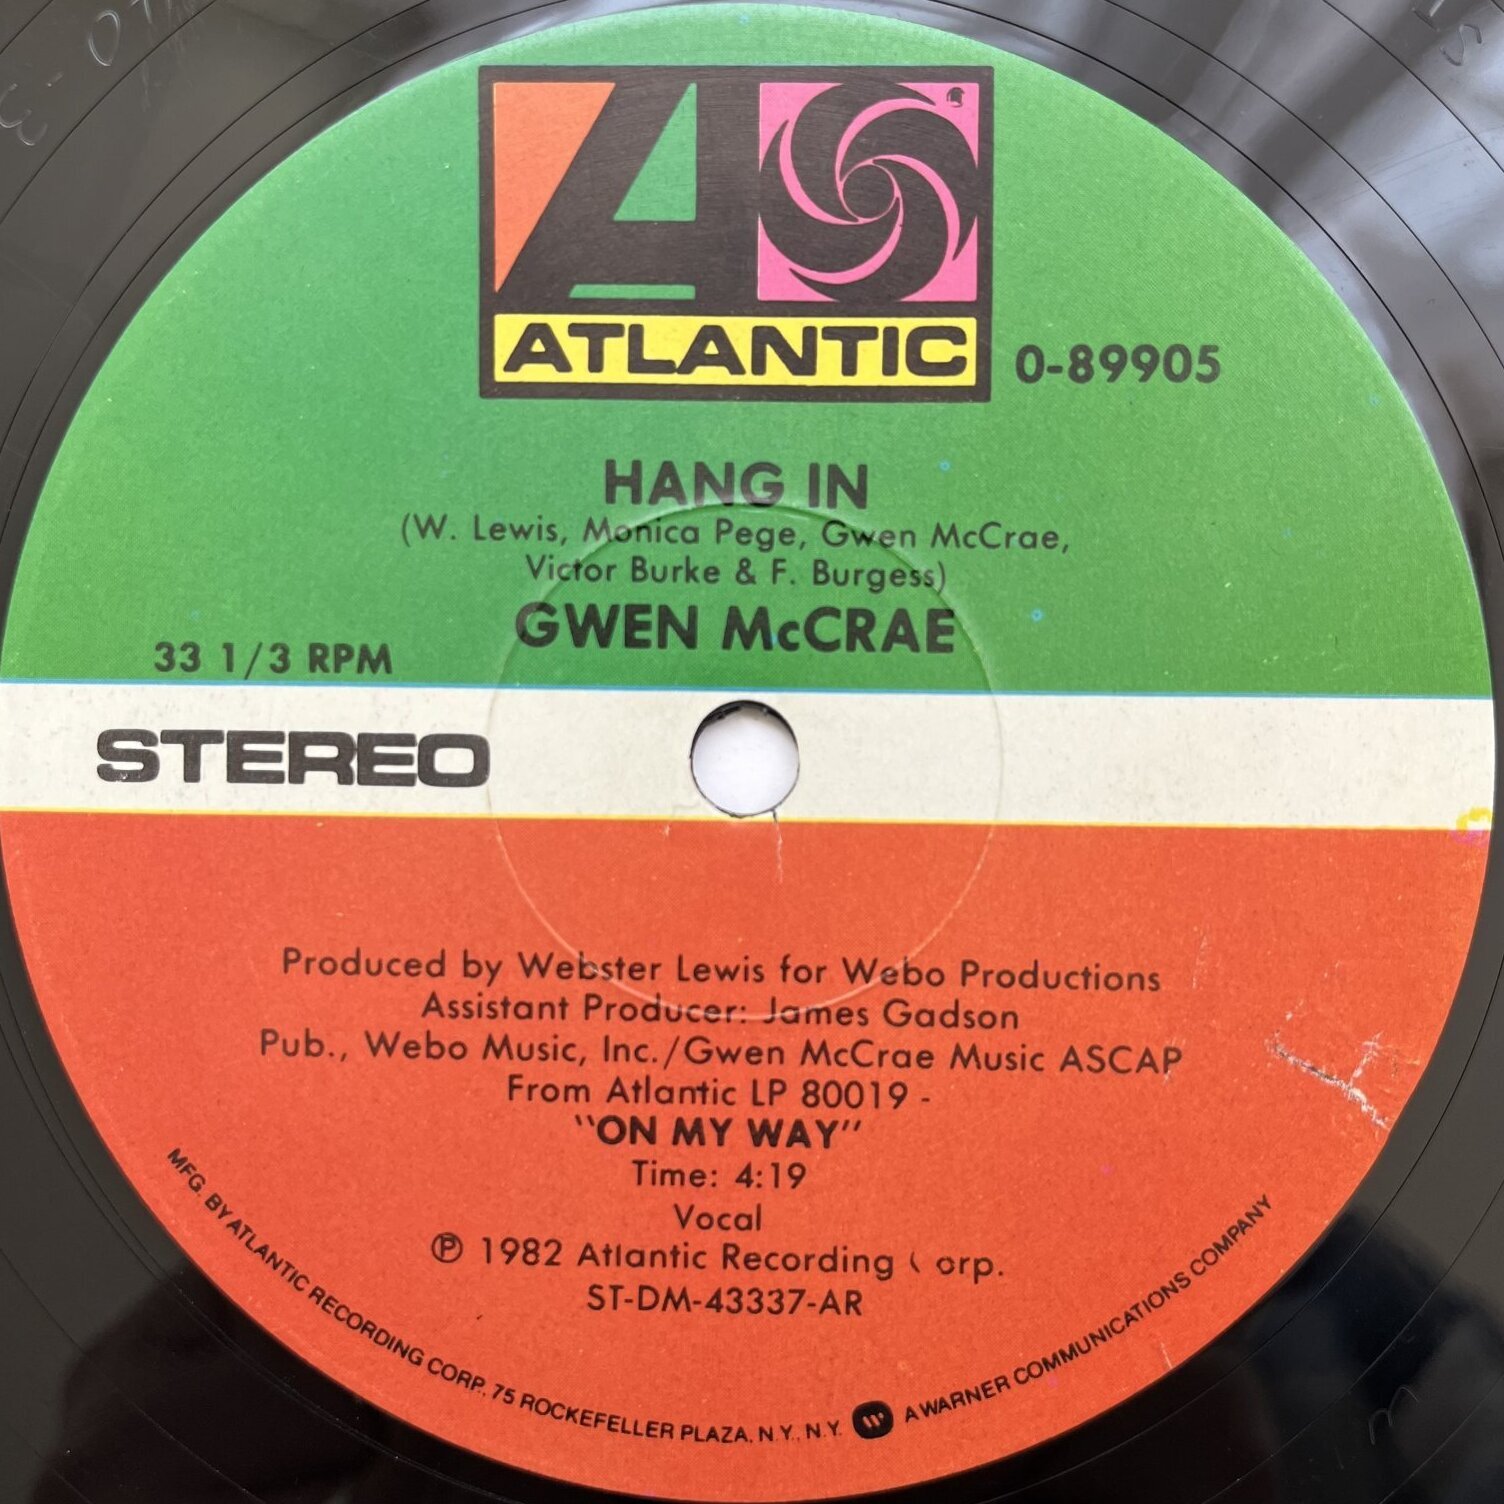 ATLANTIC
0-89905
HANG IN
(W. Lewis, Monica Pege, Gwen McCrae,
Victor Burke & F. Burgess)
GWEN McCRAE
33 1/3 RPM
STEREO
Produced by Webster Lewis for Webo Productions
Assistant Producer: James Gadson
Pub., Webo Music, Inc./Gwen McCrae Music ASCAP
From Atlantic LP 80019 -
"ON MY WAY"
Time: 4:19
Vocal
℗ 1982 Atlantic Recording Corp.
ST-DM-43337-AR
MFG. BY ATLANTIC RECORDING CORP., 75 ROCKEFELLER PLAZA, N.Y., N.Y. A WARNER COMMUNICATIONS COMPANY